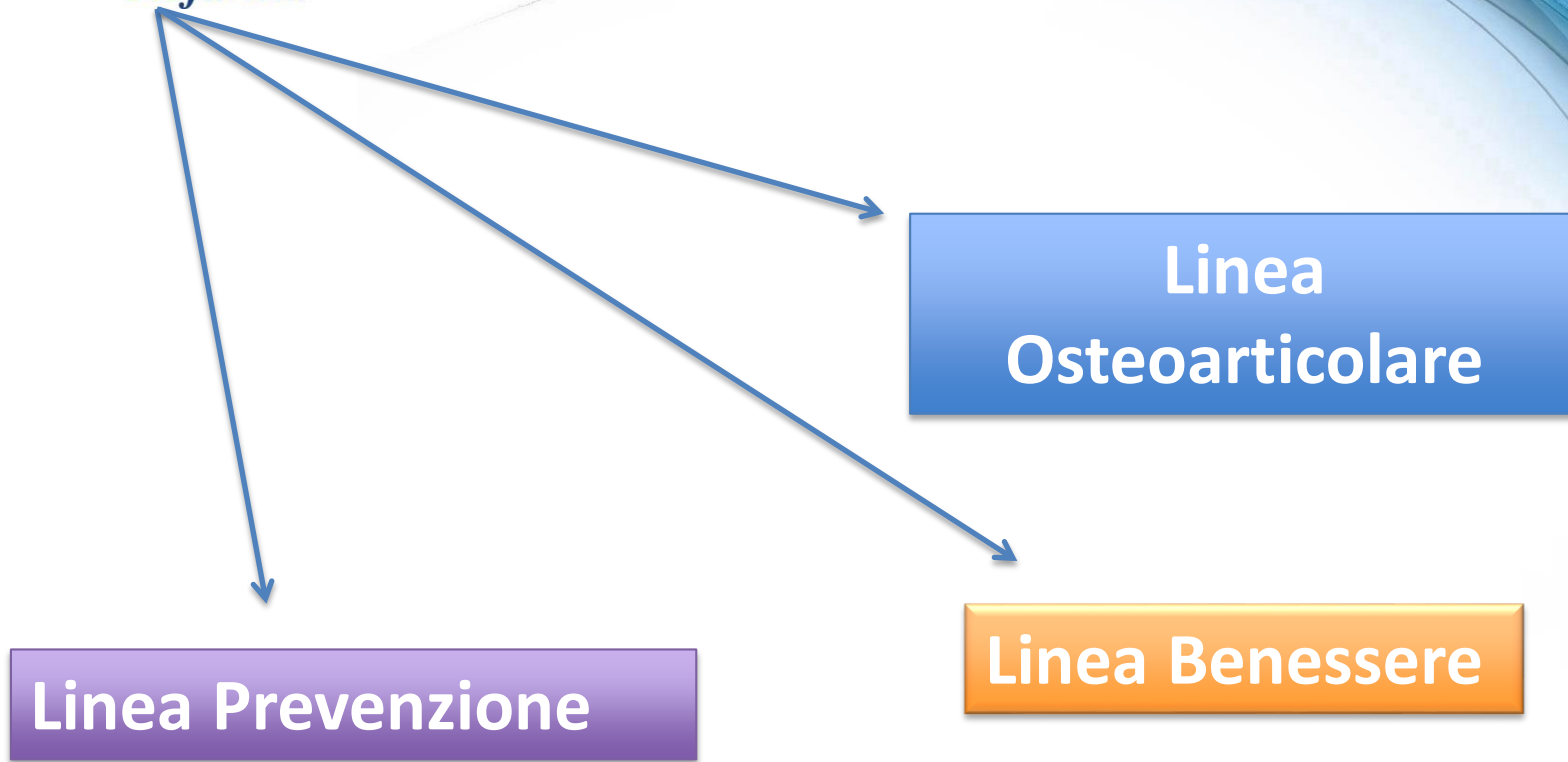 Linea
Osteoarticolare
Linea Benessere
Linea Prevenzione